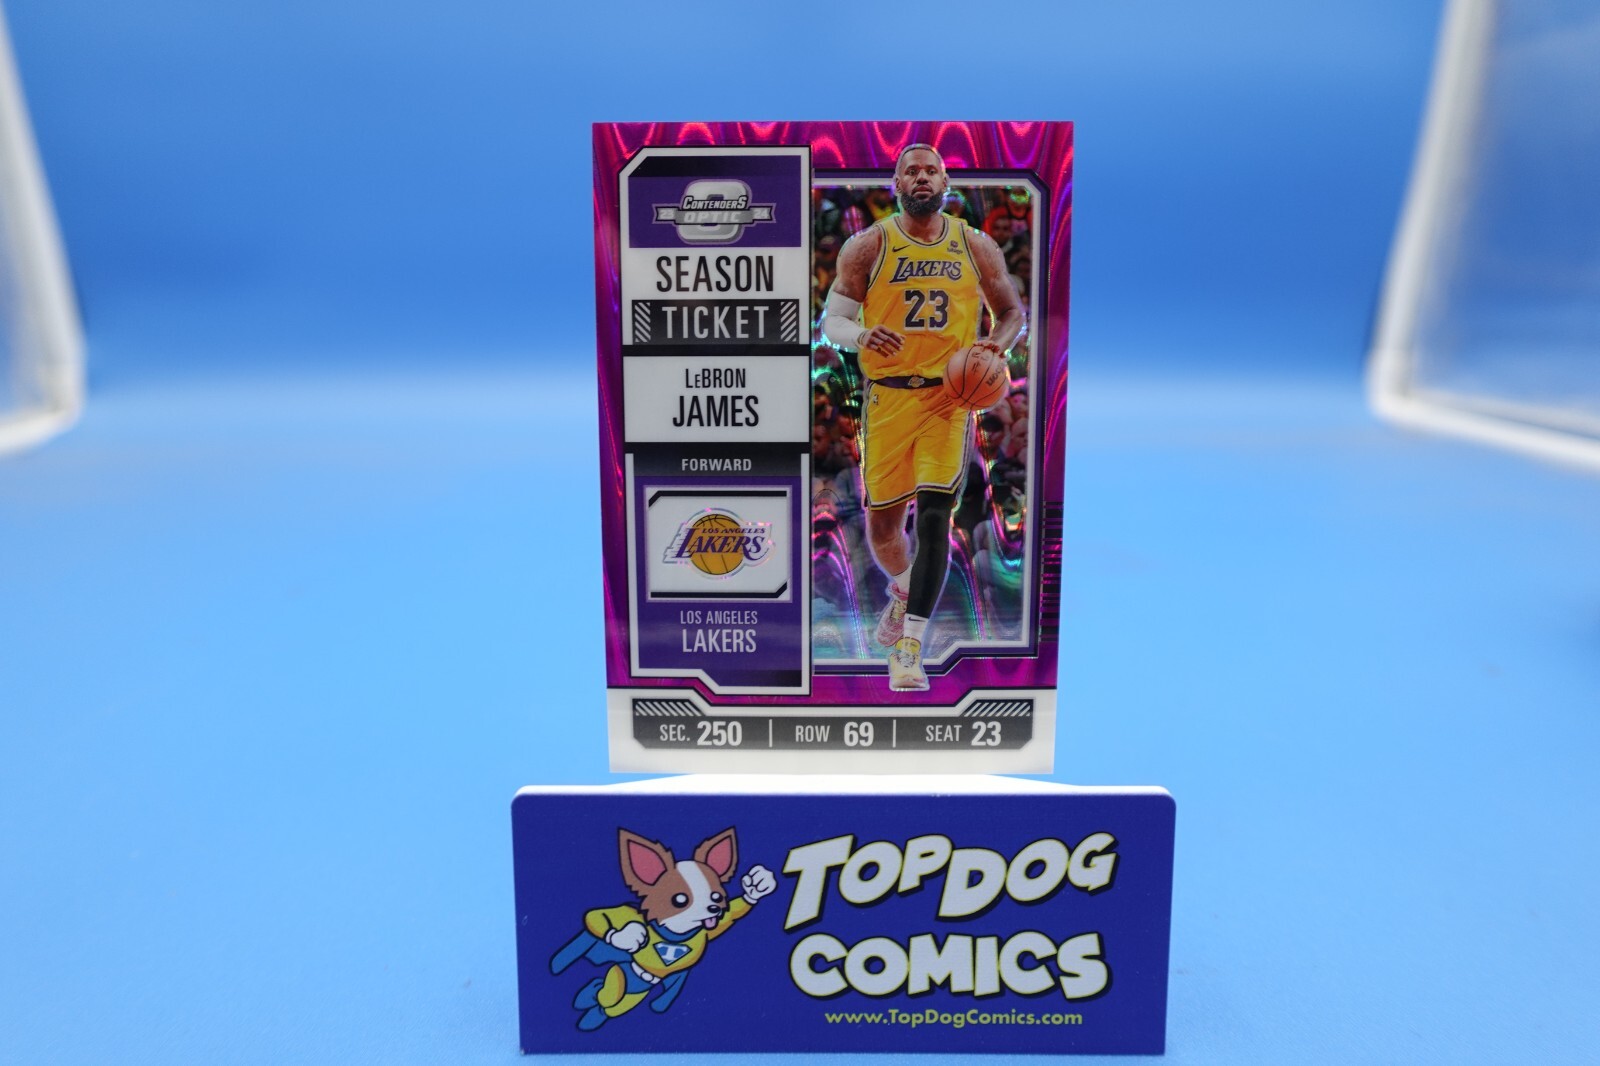 CONTENDERS
23 OPTIC 24
SEASON
TICKET
LeBRON
JAMES
FORWARD
LOS ANGELES
LAKERS
LOS ANGELES
LAKERS
LAKERS
23
SEC. 250 | ROW 69 | SEAT 23
TOPDOG
COMICS
www.TopDogComics.com